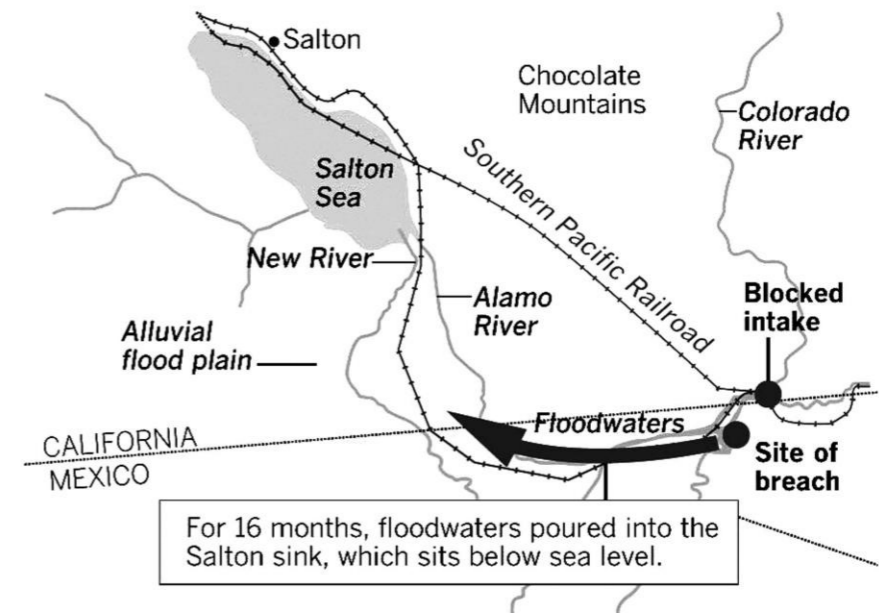 Salton
Chocolate
Mountains
Colorado
River
Southern Pacific Railroad
Salton
Sea
New River
Alamo
River
Blocked
intake
Alluvial
flood plain
Floodwaters
CALIFORNIA
MEXICO
Site of
breach
For 16 months, floodwaters poured into the
Salton sink, which sits below sea level.